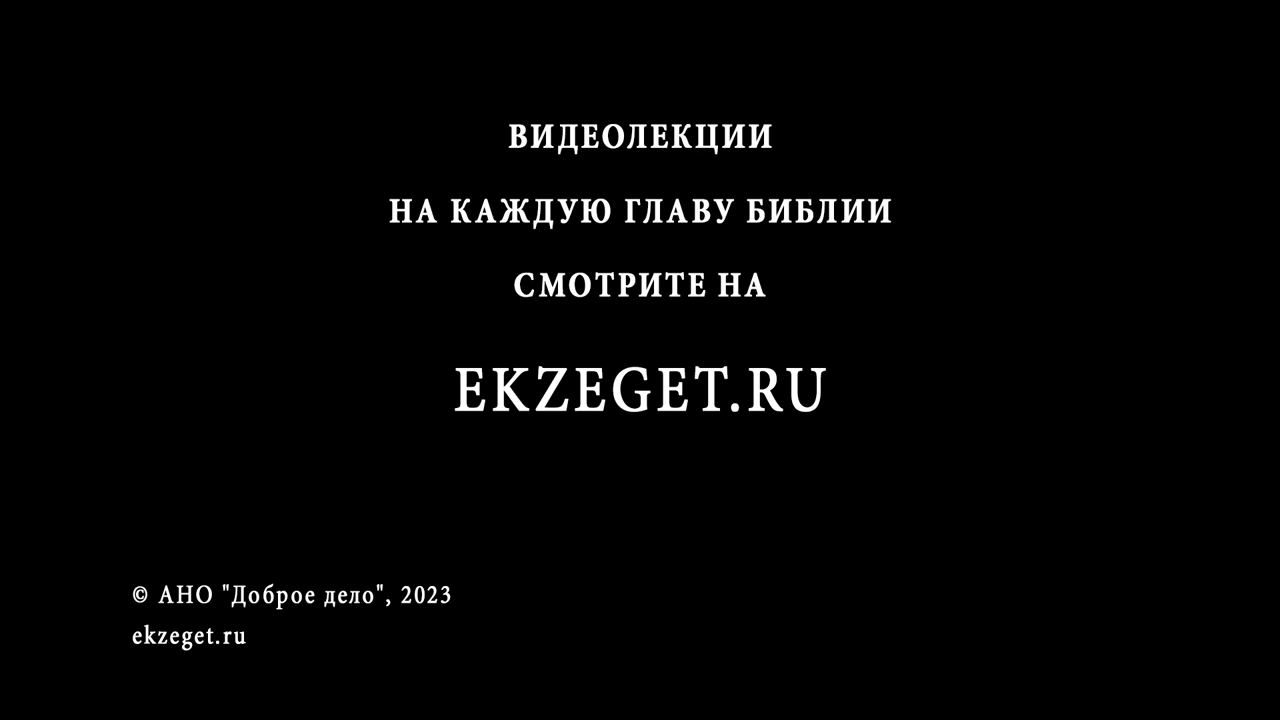 ВИДЕОЛЕКЦИИ
НА КАЖДУЮ ГЛАВУ БИБЛИИ
СМОТРИТЕ НА
EKZEGET.RU
© АНО "Доброе дело", 2023
ekzeget.ru